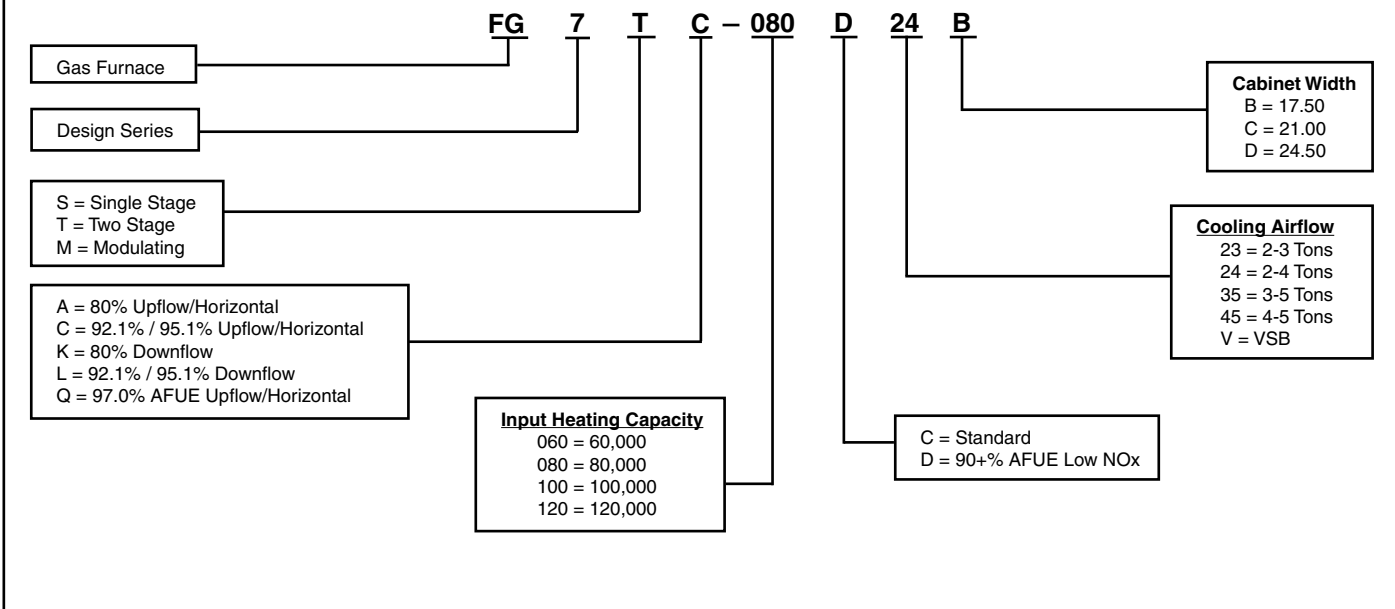 FG 7 T C – 080 D 24 B
Gas Furnace
Design Series
S = Single Stage
T = Two Stage
M = Modulating
A = 80% Upflow/Horizontal
C = 92.1% / 95.1% Upflow/Horizontal
K = 80% Downflow
L = 92.1% / 95.1% Downflow
Q = 97.0% AFUE Upflow/Horizontal
Input Heating Capacity
060 = 60,000
080 = 80,000
100 = 100,000
120 = 120,000
C = Standard
D = 90+% AFUE Low NOx
Cooling Airflow
23 = 2-3 Tons
24 = 2-4 Tons
35 = 3-5 Tons
45 = 4-5 Tons
V = VSB
Cabinet Width
B = 17.50
C = 21.00
D = 24.50